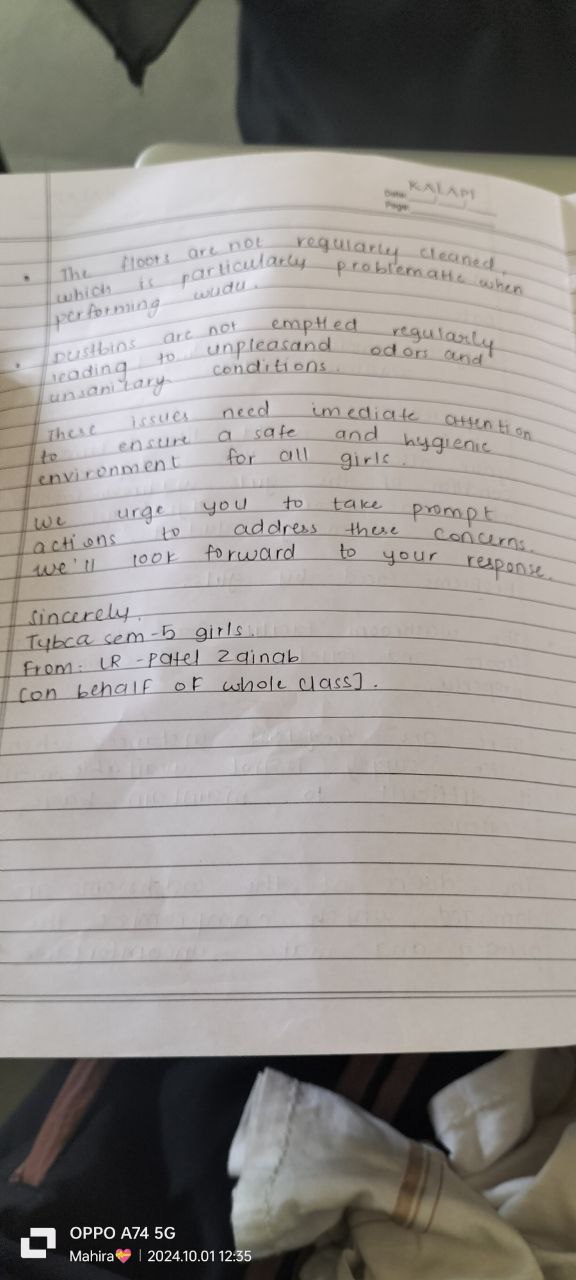 KALAPI
Date:
Page:
• The floors are not regularly cleaned,
which is particularly problematic when
performing wudu.
• Dustbins are not emptied regularly
leading to unpleasand odors and
unsanitary conditions.
These issues need imediate attention
to ensure a safe and hygienic
environment for all girls.
We urge you to take prompt
actions to address these concerns.
we'll look forward to your response.
Sincerely,
Tybca sem-5 girls.
From: LR - Patel Zainab
[on behalf of whole class].
OPPO A74 5G
Mahira💝 | 2024.10.01 12:35